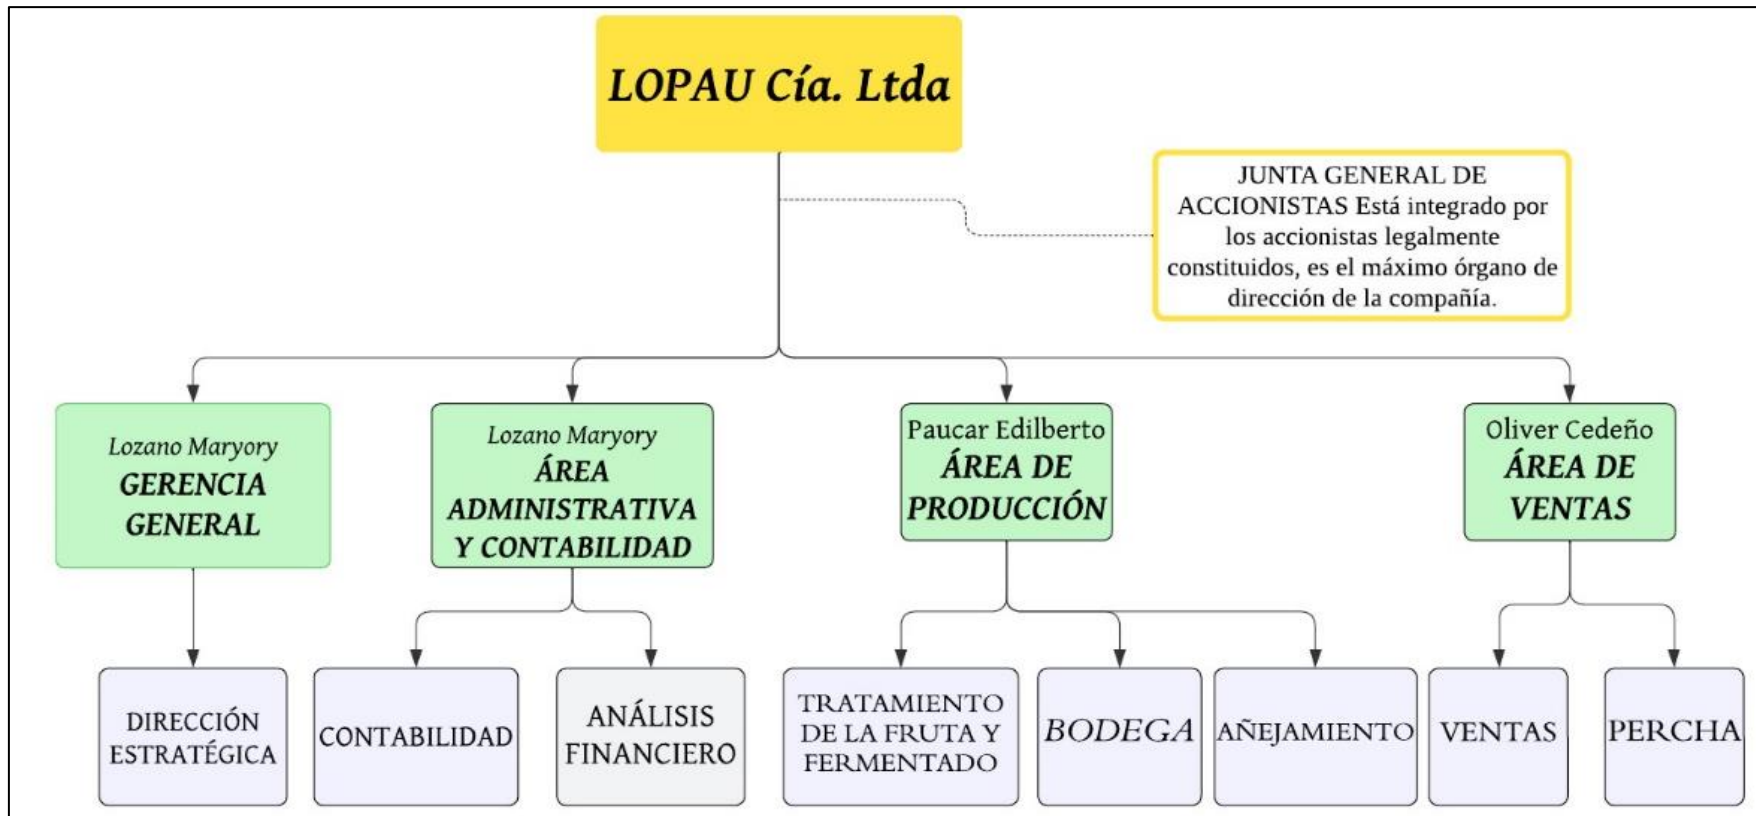 LOPAU Cía. Ltda
JUNTA GENERAL DE
ACCIONISTAS Está integrado por
los accionistas legalmente
constituidos, es el máximo órgano de
dirección de la compañía.
Lozano Maryory
GERENCIA
GENERAL
Lozano Maryory
ÁREA
ADMINISTRATIVA
Y CONTABILIDAD
Paucar Edilberto
ÁREA DE
PRODUCCIÓN
Oliver Cedeño
ÁREA DE
VENTAS
DIRECCIÓN
ESTRATÉGICA
CONTABILIDAD
ANÁLISIS
FINANCIERO
TRATAMIENTO
DE LA FRUTA Y
FERMENTADO
BODEGA
AÑEJAMIENTO
VENTAS
PERCHA